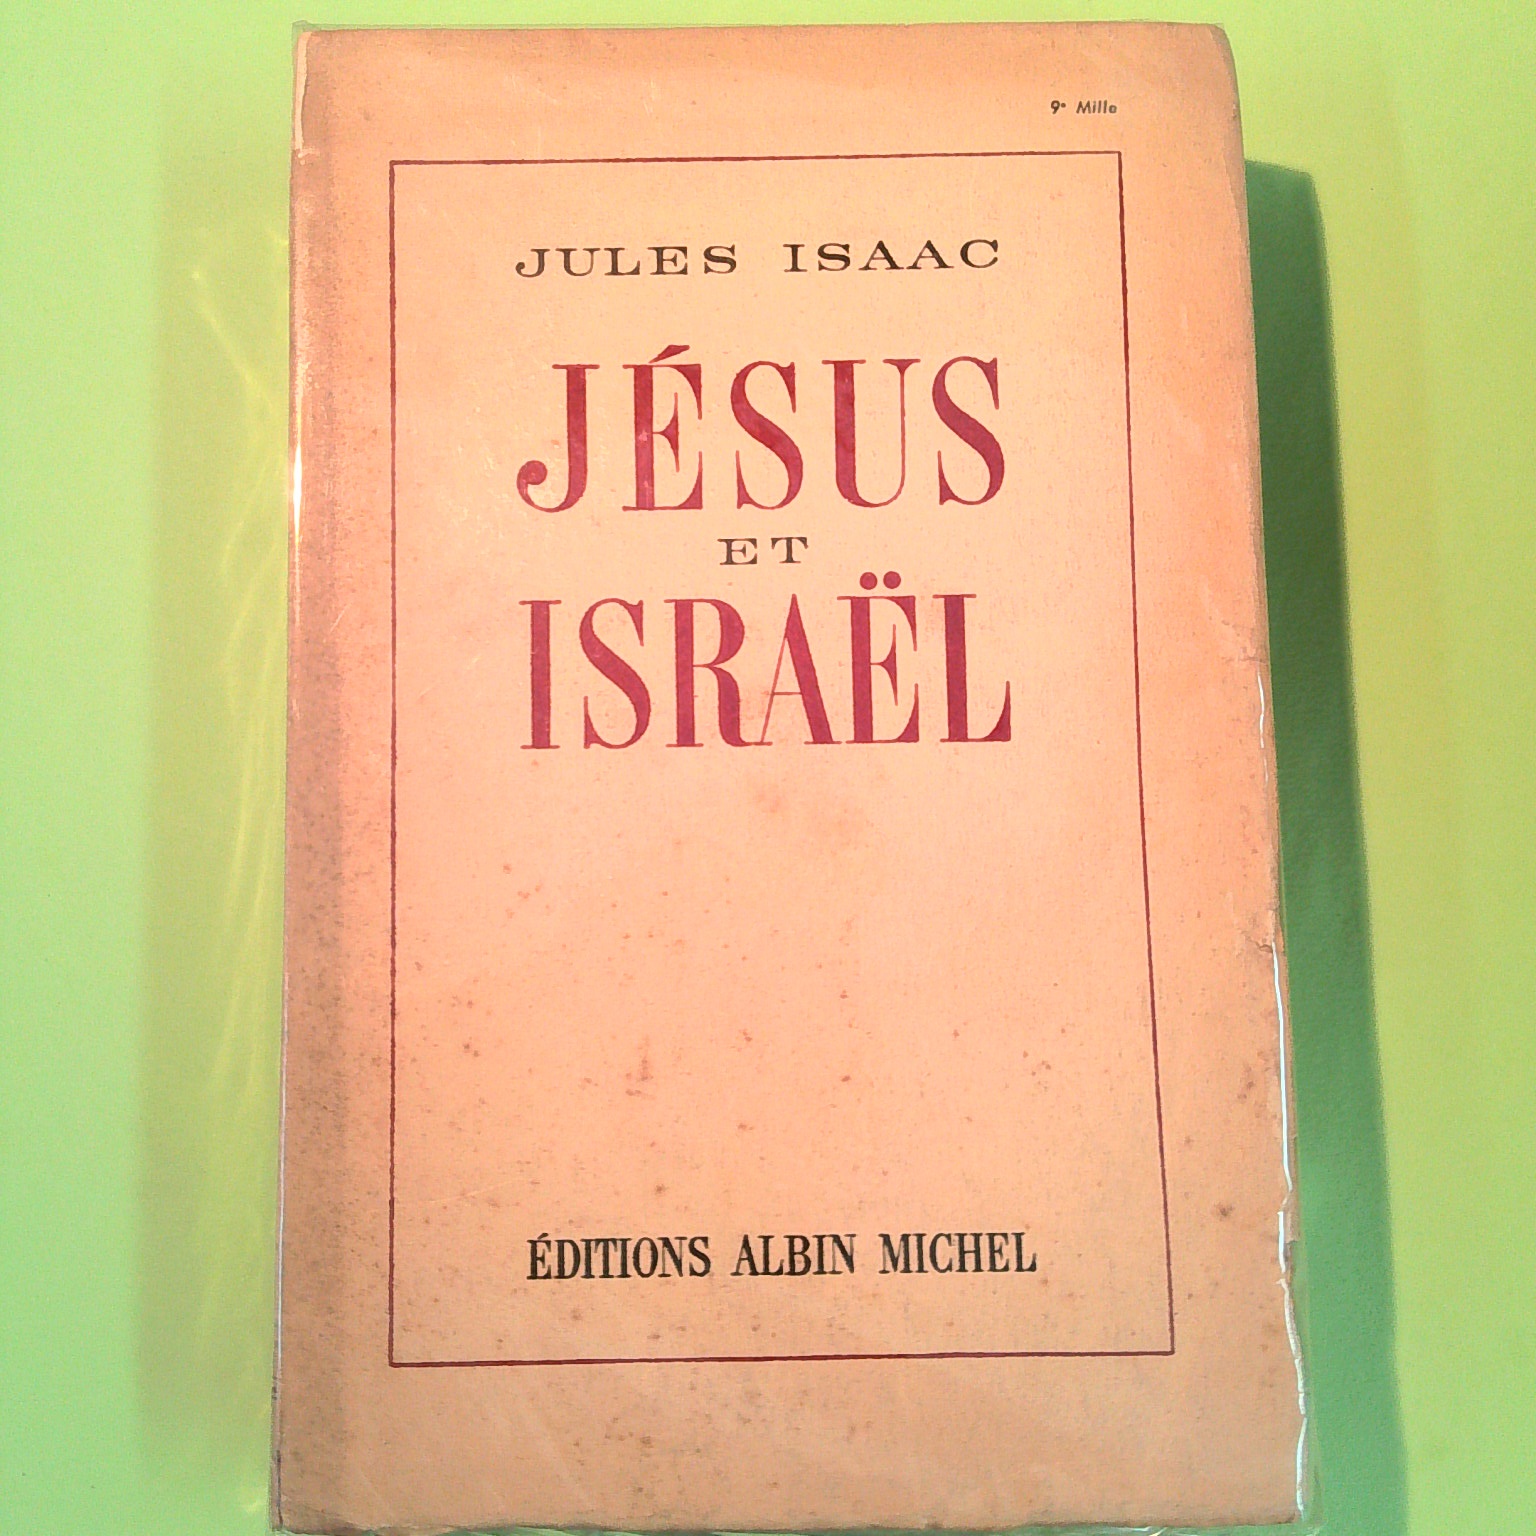 9e Mille
JULES ISAAC
JÉSUS
ET
ISRAËL
ÉDITIONS ALBIN MICHEL